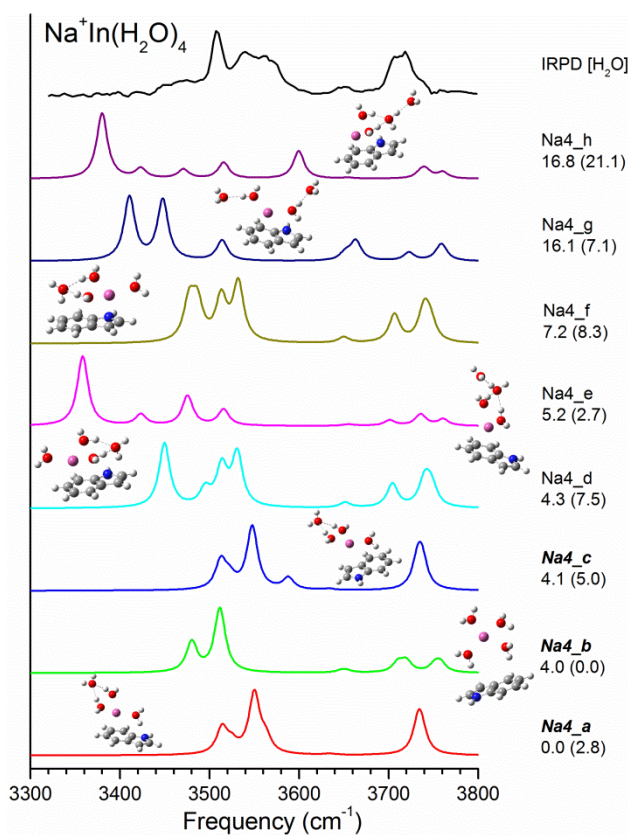 Na⁺In(H₂O)₄
IRPD [H₂O]
Na4_h
16.8 (21.1)
Na4_g
16.1 (7.1)
Na4_f
7.2 (8.3)
Na4_e
5.2 (2.7)
Na4_d
4.3 (7.5)
Na4_c
4.1 (5.0)
Na4_b
4.0 (0.0)
Na4_a
0.0 (2.8)
3300 3400 3500 3600 3700 3800
Frequency (cm⁻¹)